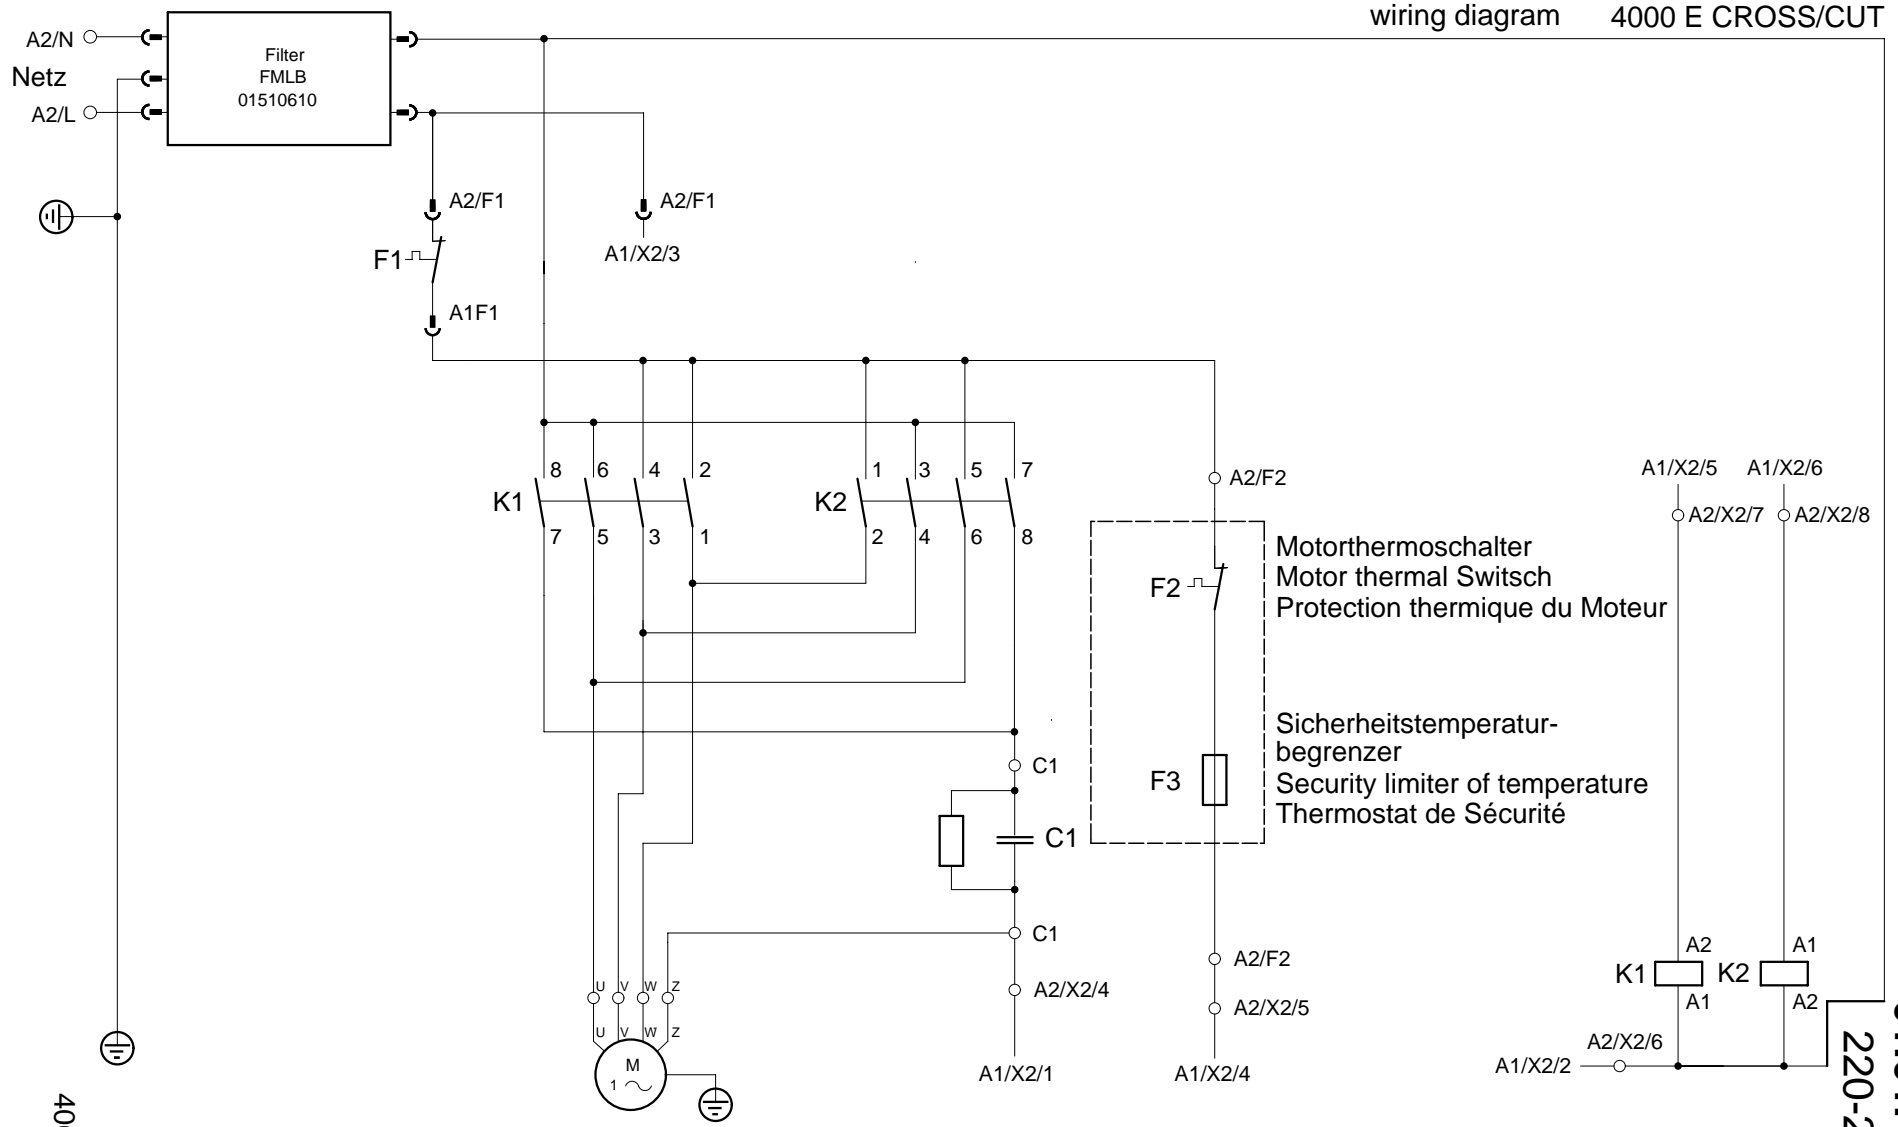 wiring diagram 4000 E CROSS/CUT
A2/N
Netz
A2/L
Filter
FMLB
01510610
A2/F1
A2/F1
F1
A1/X2/3
A1F1
8 6 4 2
K1
7 5 3 1
1 3 5 7
K2
2 4 6 8
A2/F2
Motorthermoschalter
F2
Motor thermal Switsch
Protection thermique du Moteur
Sicherheitstemperatur-
begrenzer
F3
Security limiter of temperature
Thermostat de Sécurité
C1
C1
C1
A2/X2/4
A1/X2/1
A2/F2
A2/X2/5
A1/X2/4
A1/X2/5 A1/X2/6
A2/X2/7 A2/X2/8
A2 A1
K1 K2
A1 A2
A2/X2/6
A1/X2/2
U V W Z
U V W Z
M
1
220-2
400